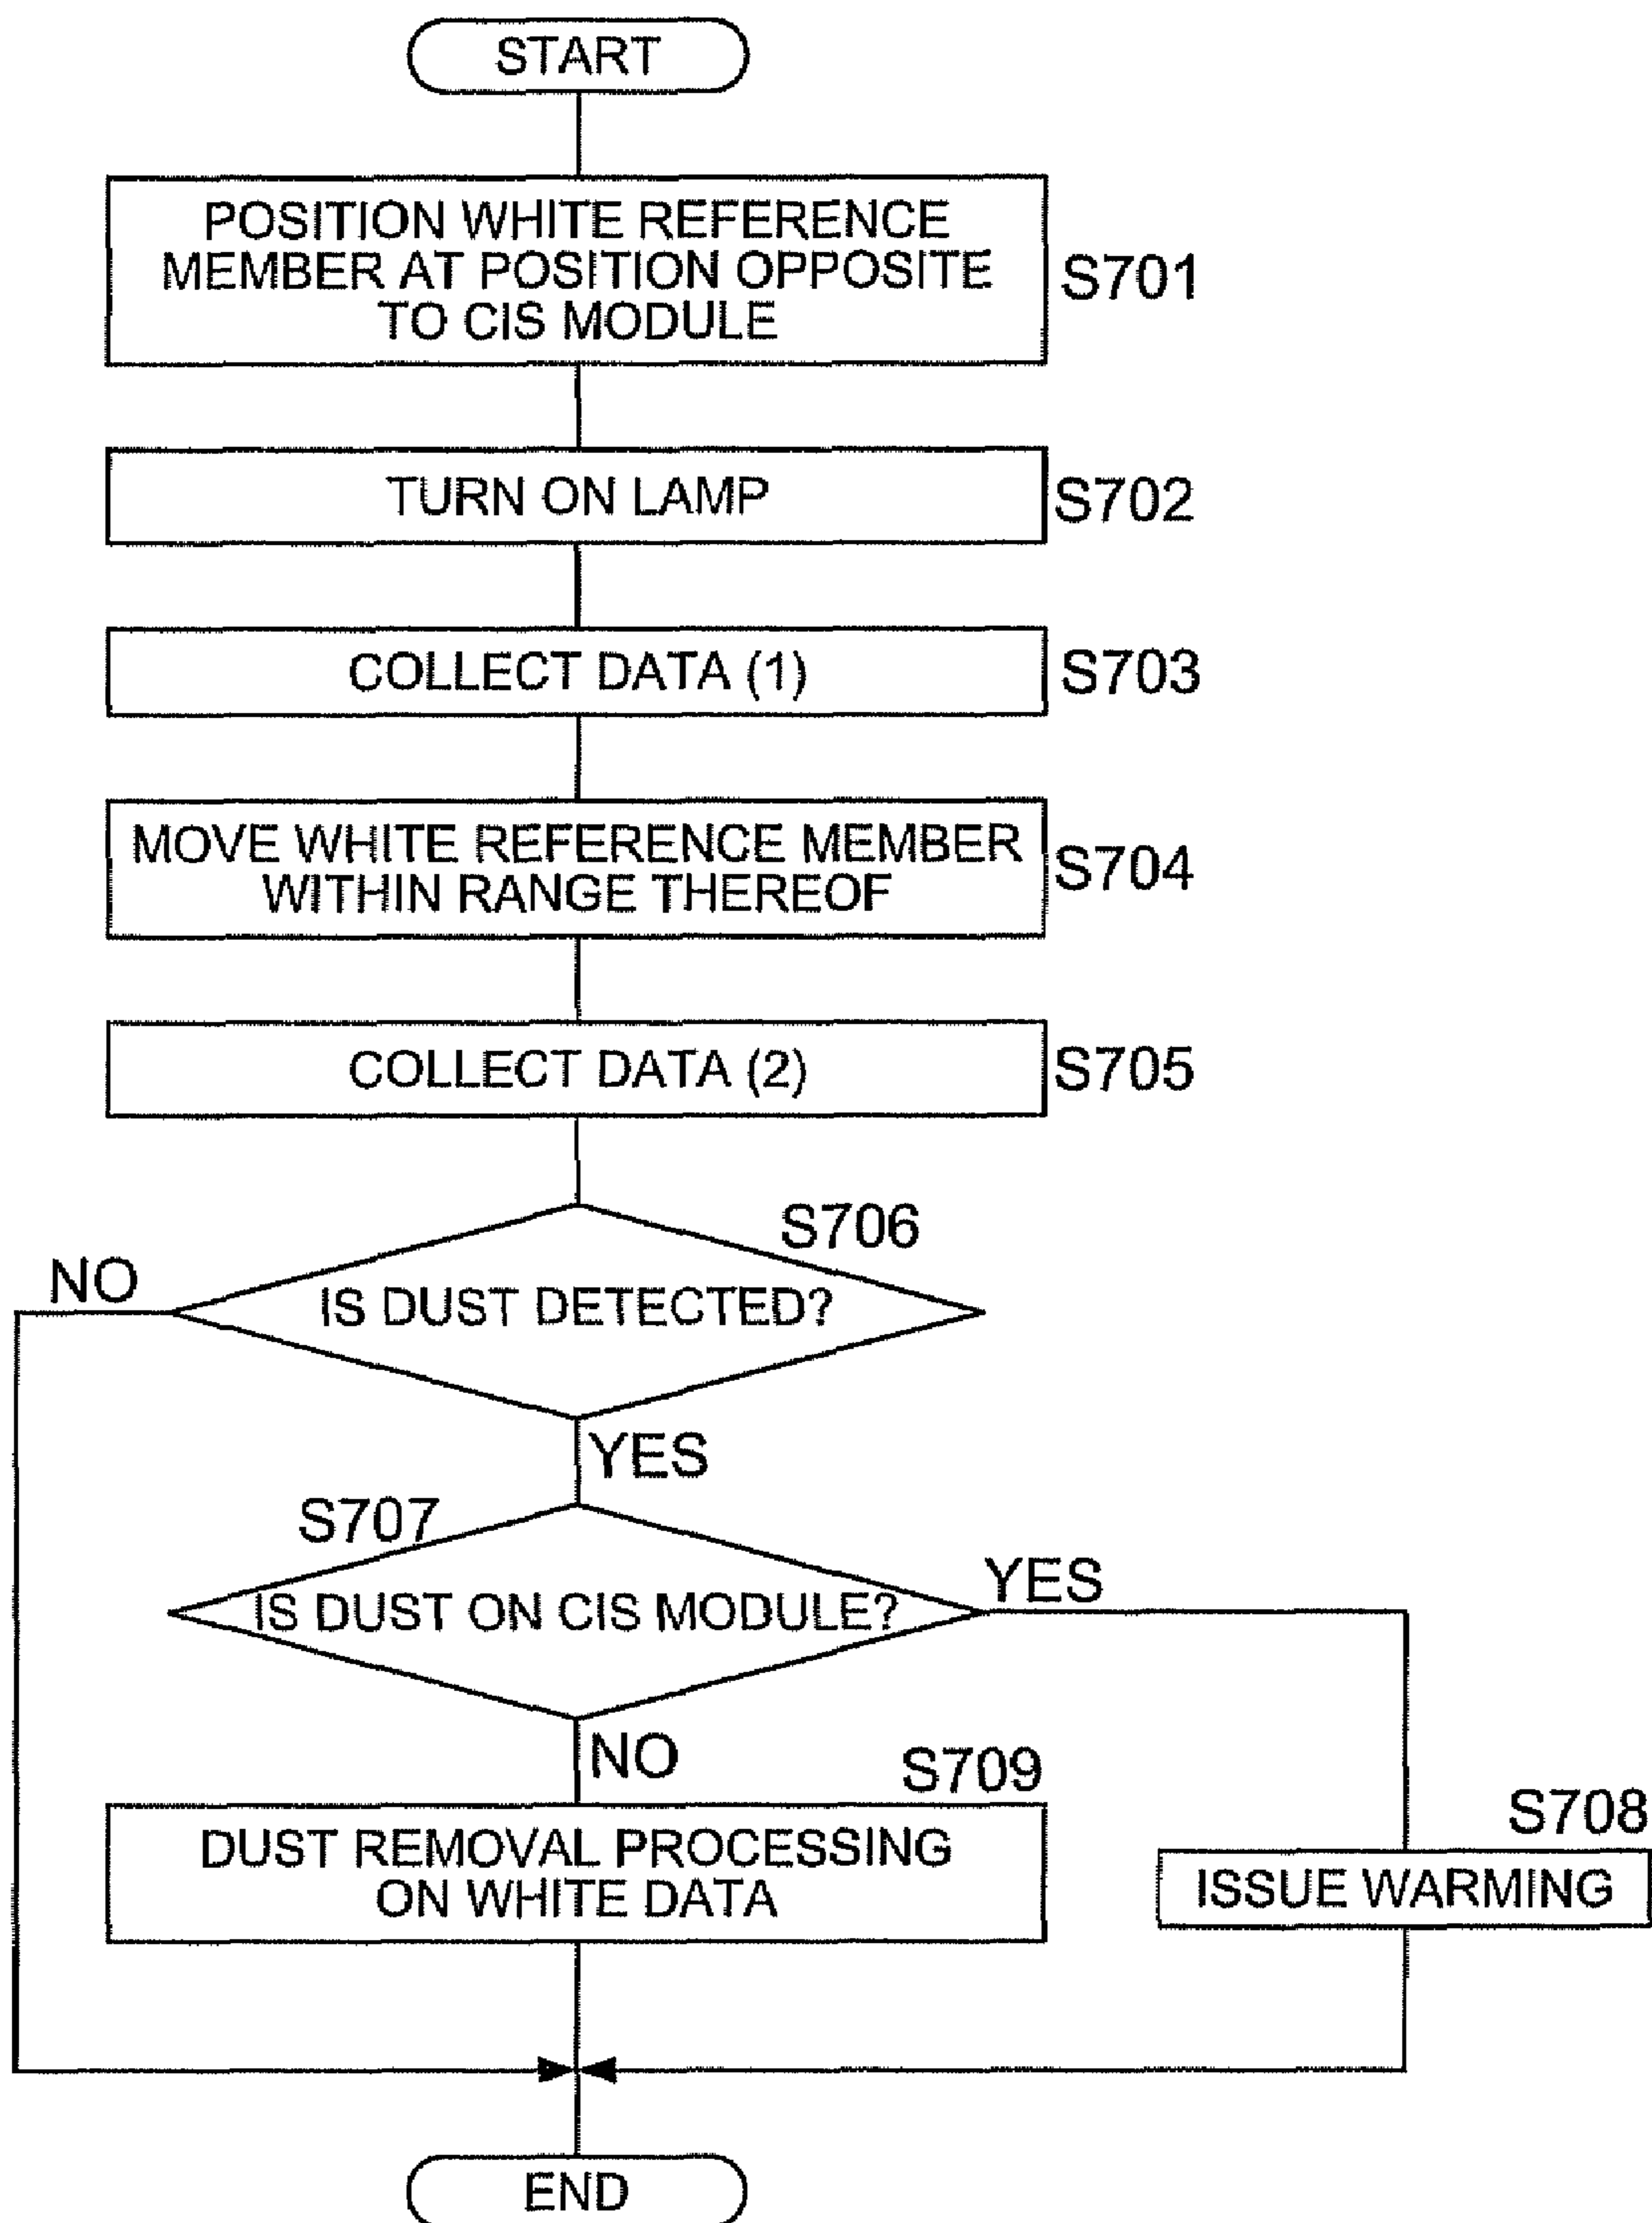 START
POSITION WHITE REFERENCE
MEMBER AT POSITION OPPOSITE
TO CIS MODULE
S701
TURN ON LAMP
S702
COLLECT DATA (1)
S703
MOVE WHITE REFERENCE MEMBER
WITHIN RANGE THEREOF
S704
COLLECT DATA (2)
S705
S706
NO
IS DUST DETECTED?
YES
S707
IS DUST ON CIS MODULE?
YES
NO
S709
DUST REMOVAL PROCESSING
ON WHITE DATA
S708
ISSUE WARMING
END